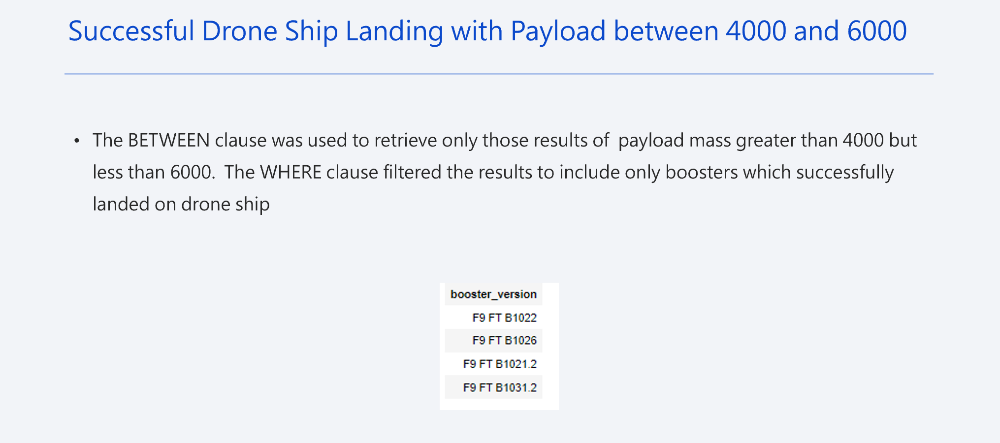 Successful Drone Ship Landing with Payload between 4000 and 6000
• The BETWEEN clause was used to retrieve only those results of  payload mass greater than 4000 but
less than 6000.  The WHERE clause filtered the results to include only boosters which successfully
landed on drone ship
booster_version
F9 FT B1022
F9 FT B1026
F9 FT B1021.2
F9 FT B1031.2